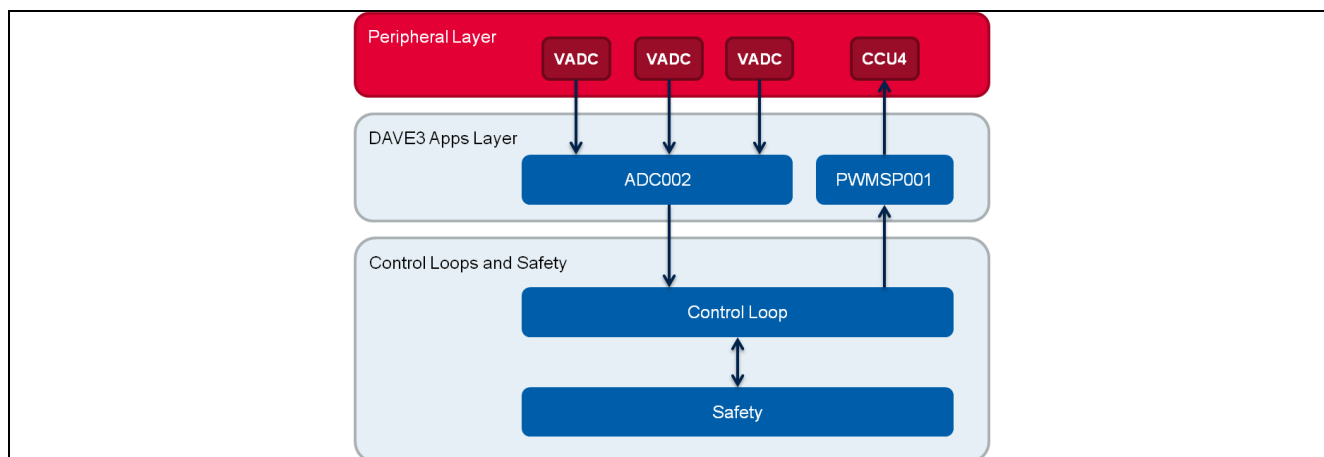 Peripheral Layer
VADC
VADC
VADC
CCU4
DAVE3 Apps Layer
ADC002
PWMSP001
Control Loops and Safety
Control Loop
Safety